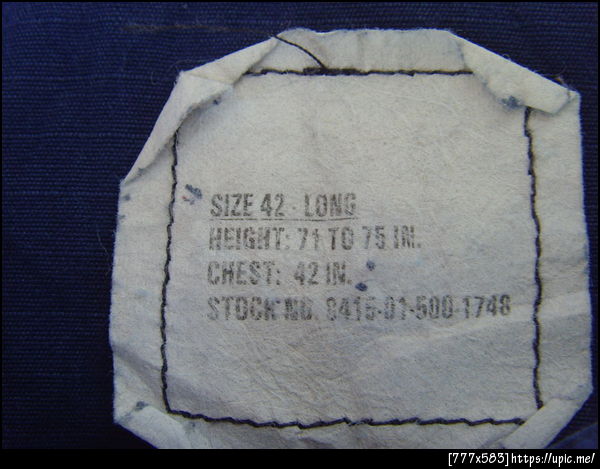 SIZE 42 - LONG
HEIGHT: 71 TO 75 IN.
CHEST: 42 IN.
STOCK NO. 8415-01-500-1748
[777x583]https://upic.me/